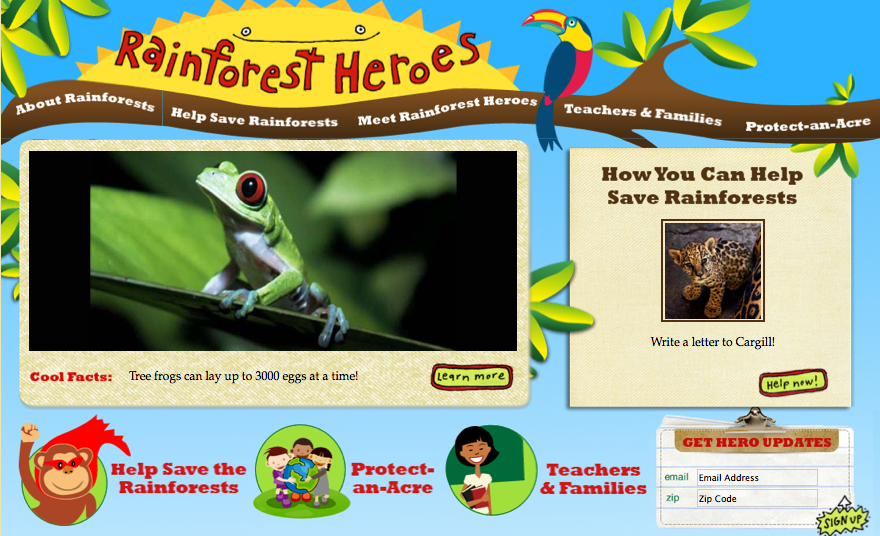 Rainforest Heroes
About Rainforests
Help Save Rainforests
Meet Rainforest Heroes
Teachers & Families
Protect-an-Acre
How You Can Help
Save Rainforests
Write a letter to Cargill!
Help now!
Cool Facts: Tree frogs can lay up to 3000 eggs at a time!
Learn more
Help Save the
Rainforests
Protect-
an-Acre
Teachers
& Families
GET HERO UPDATES
email Email Address
zip Zip Code
SIGN UP